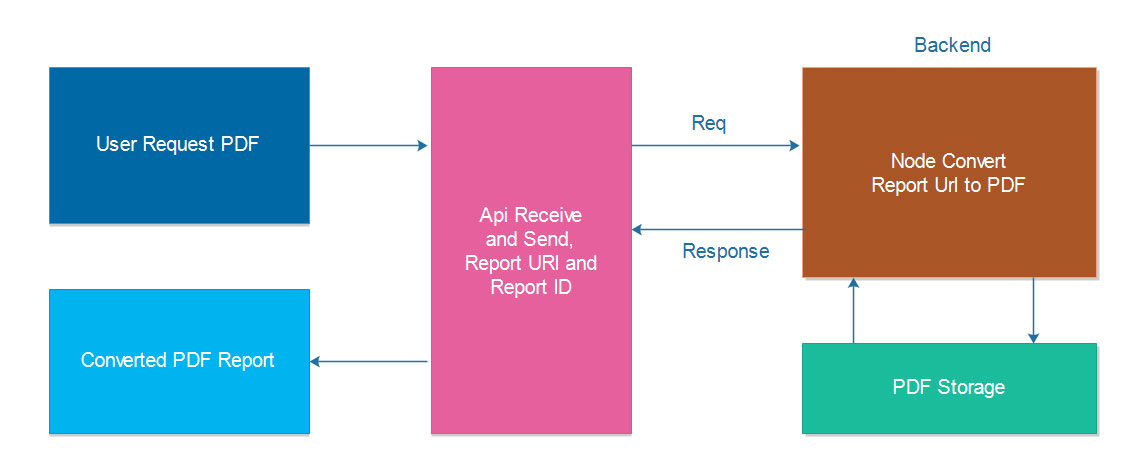 Backend
User Request PDF
Req
Node Convert
Report Url to PDF
Api Receive
and Send,
Report URI and
Report ID
Response
Converted PDF Report
PDF Storage